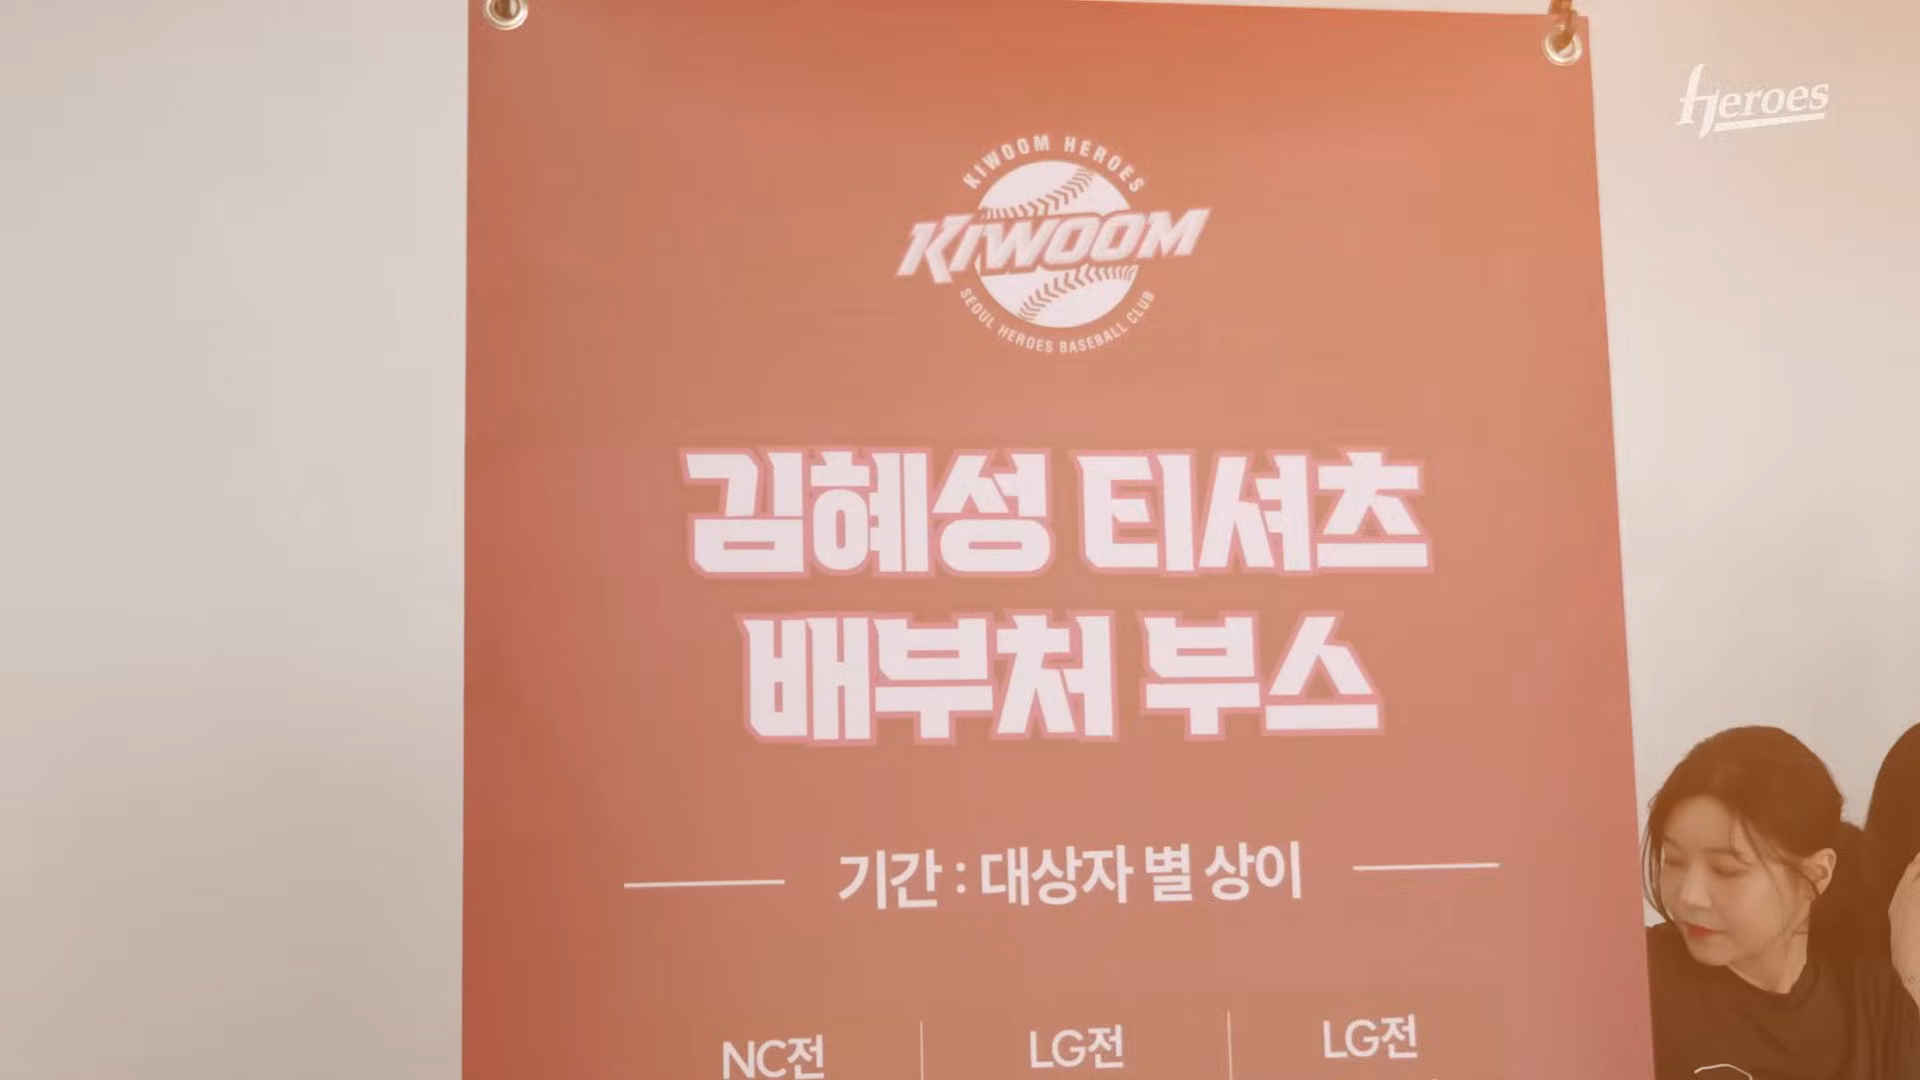 Heroes
KIWOOM HEROES
KIWOOM
SEOUL HEROES BASEBALL CLUB
김혜성 티셔츠
배부처 부스
기간 : 대상자 별 상이
NC전 LG전 LG전